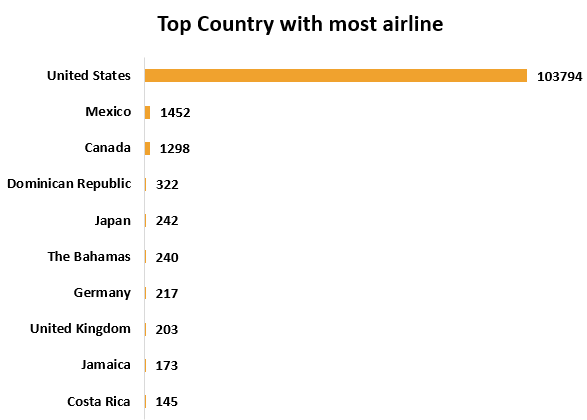 Top Country with most airline
United States 103794
Mexico 1452
Canada 1298
Dominican Republic 322
Japan 242
The Bahamas 240
Germany 217
United Kingdom 203
Jamaica 173
Costa Rica 145